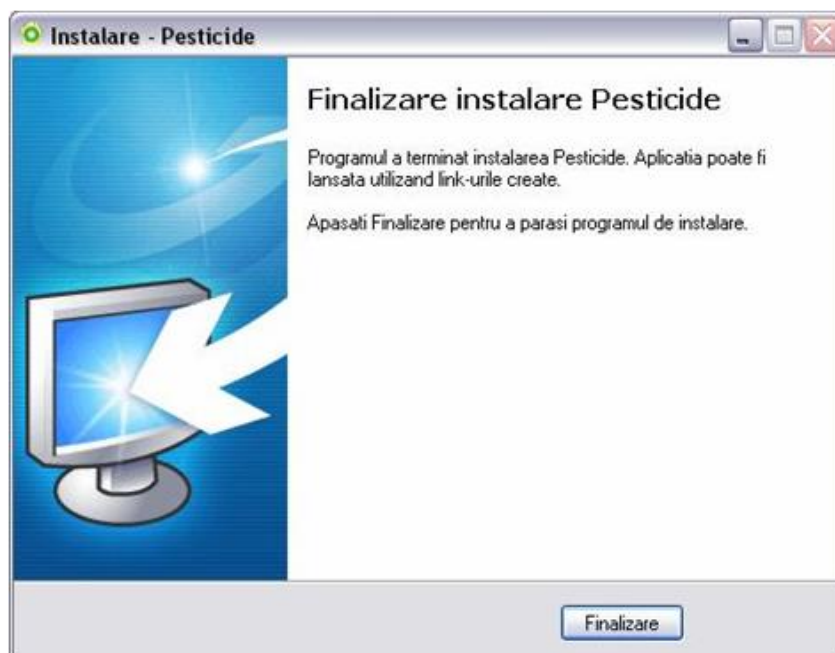 Instalare - Pesticide
Finalizare instalare Pesticide
Programul a terminat instalarea Pesticide. Aplicatia poate fi
lansata utilizand link-urile create.
Apasati Finalizare pentru a parasi programul de instalare.
Finalizare